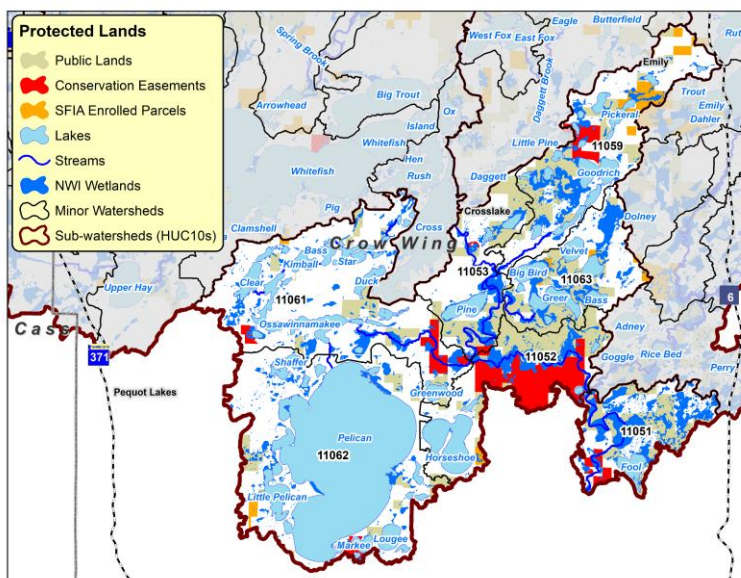 Protected Lands
Public Lands
Conservation Easements
SFIA Enrolled Parcels
Lakes
Streams
NWI Wetlands
Minor Watersheds
Sub-watersheds (HUC10s)
Spring Brook
West Fox
East Fox
Eagle
Butterfield
Daggett Brook
Emily
Arrowhead
Big Trout
Ox
Trout
Emily
Dahler
Pickeral
Island
Whitefish
Hen
Rush
Little Pine
11059
Whitefish
Daggett
Goodrich
Pig
Cross
Crosslake
Dolney
Clamshell
Bass
Star
Kimball
Crow Wing
Velvet
11053
Big Bird
11063
Upper Hay
Clear
11061
Duck
Greer
Bass
6
Pine
Cass
Ossawinnamakee
Adney
371
11052
Goggle
Rice Bed
Perry
Shaffer
Pequot Lakes
Greenwood
Pelican
11051
11062
Horseshoe
Fool
Little Pelican
Markee
Lougee